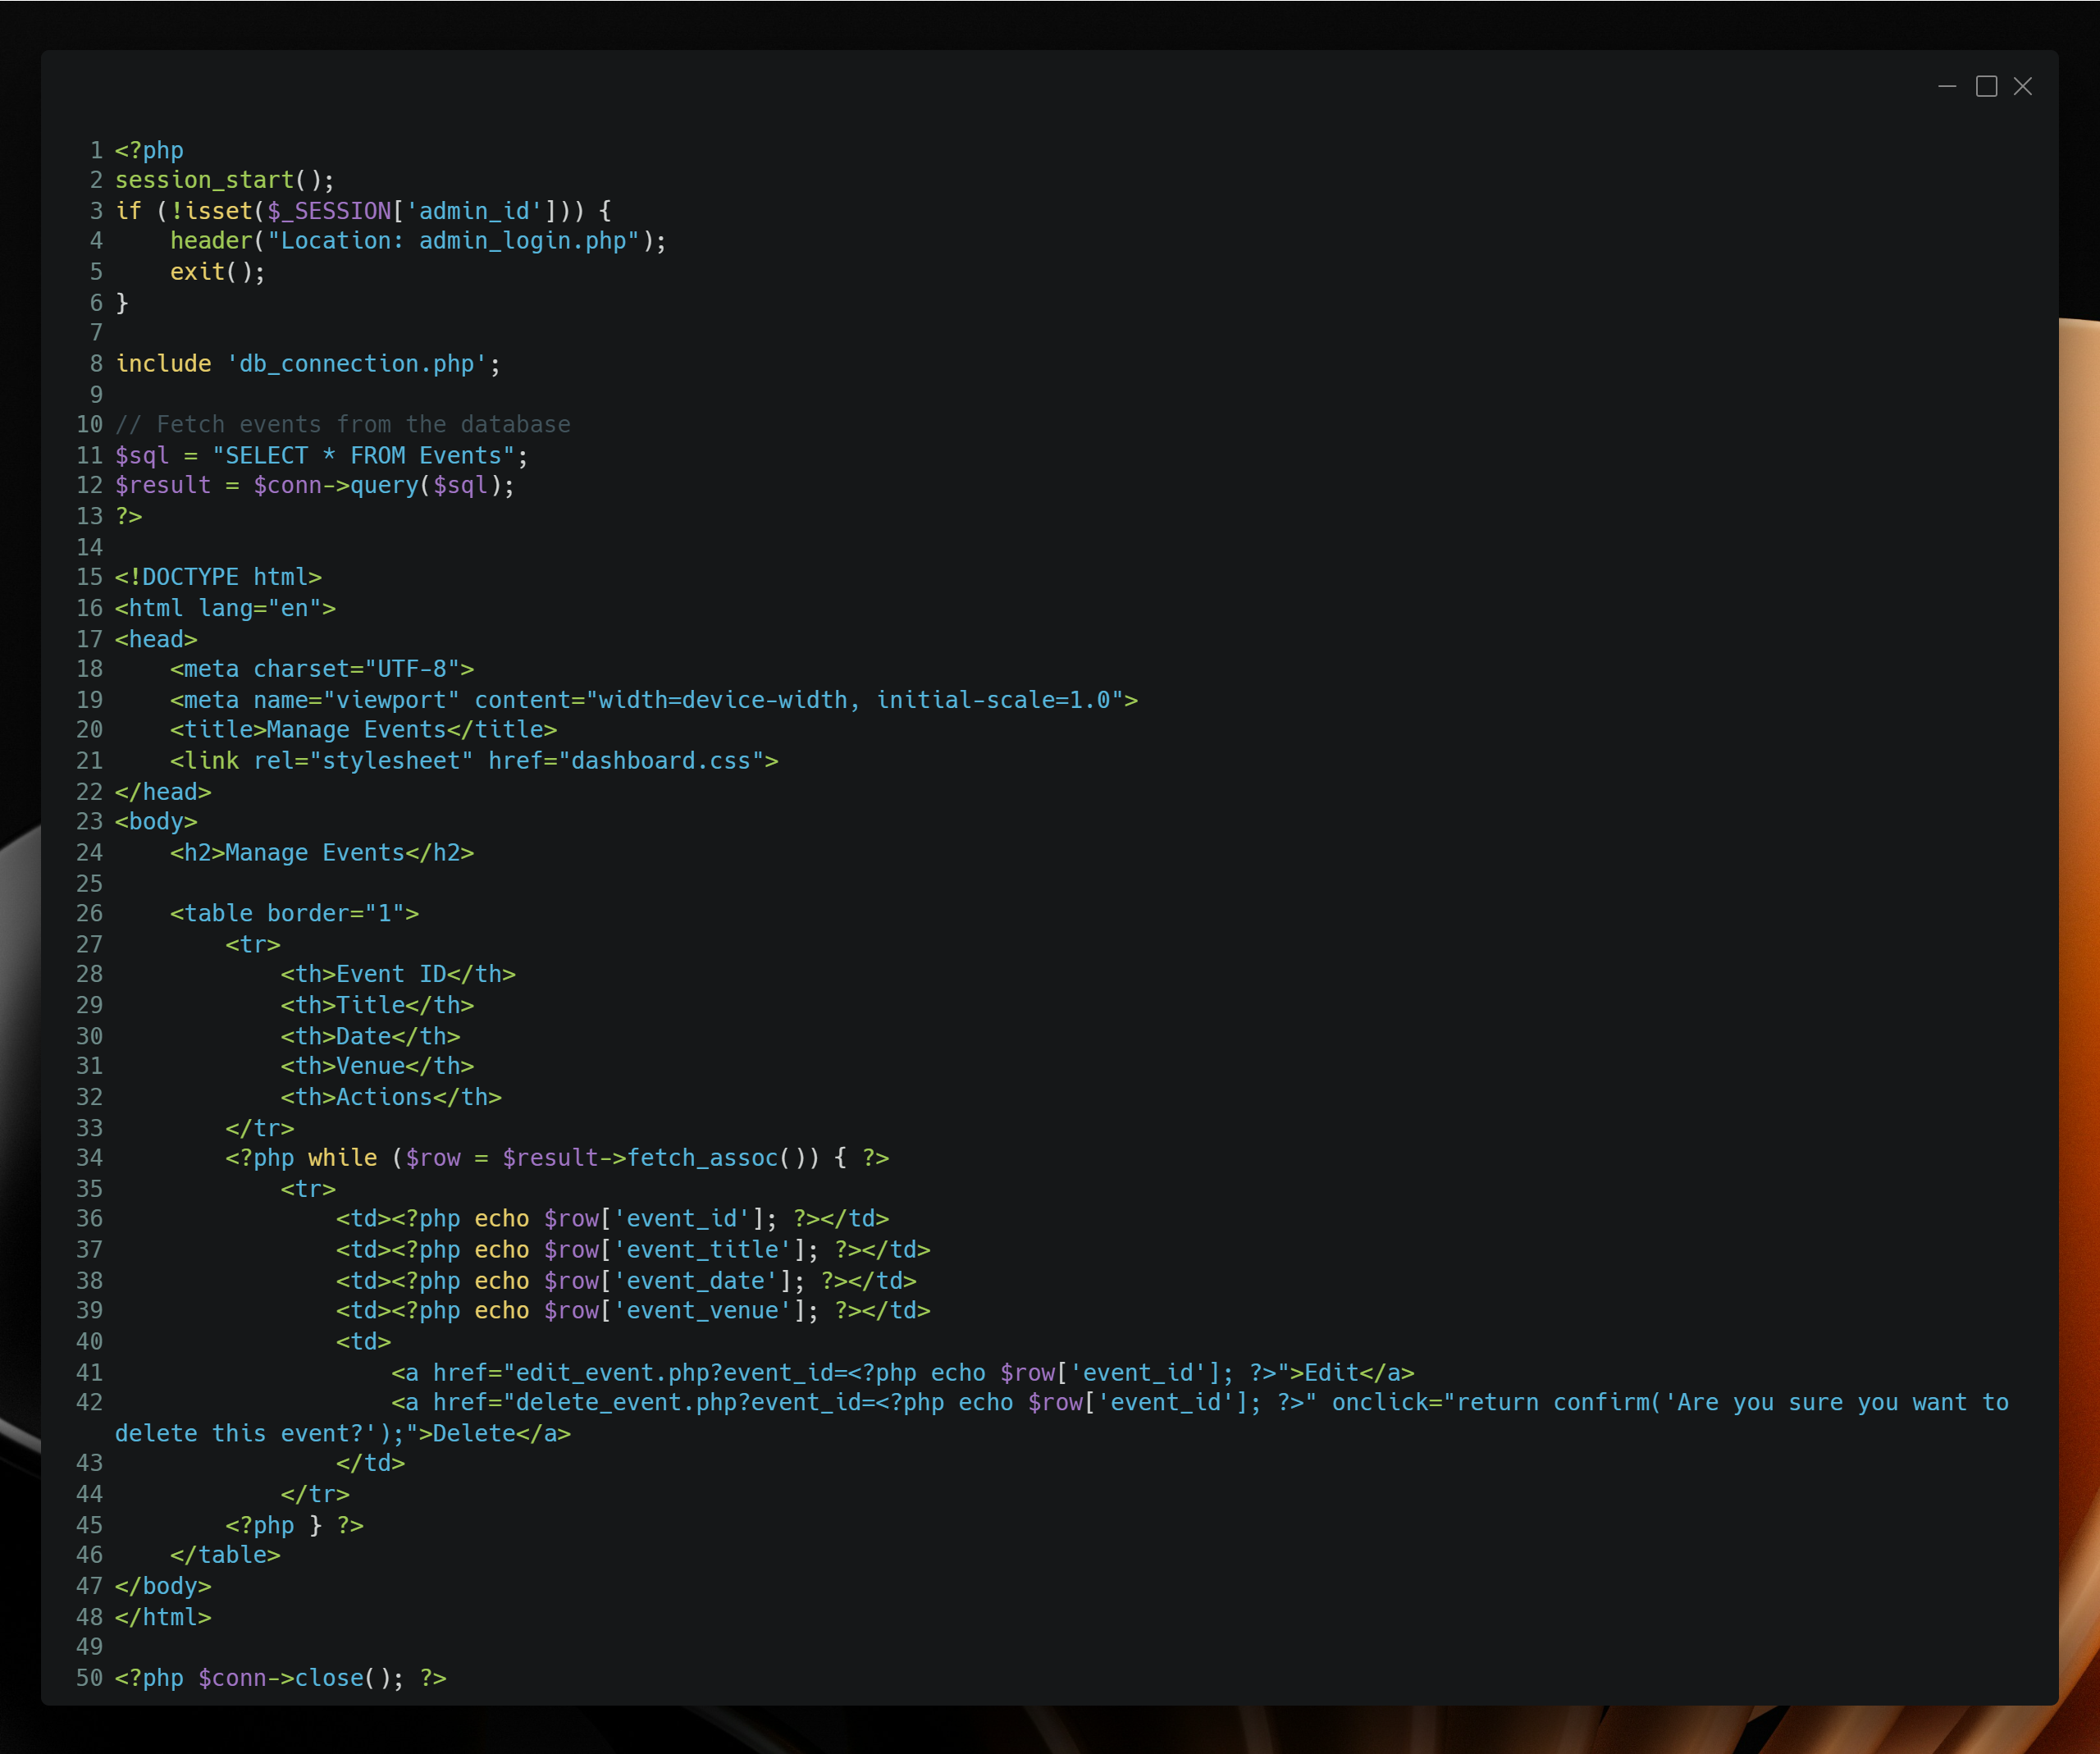 1 <?php
2 session_start();
3 if (!isset($_SESSION['admin_id'])) {
4     header("Location: admin_login.php");
5     exit();
6 }
7
8 include 'db_connection.php';
9
10 // Fetch events from the database
11 $sql = "SELECT * FROM Events";
12 $result = $conn->query($sql);
13 ?>
14
15 <!DOCTYPE html>
16 <html lang="en">
17 <head>
18     <meta charset="UTF-8">
19     <meta name="viewport" content="width=device-width, initial-scale=1.0">
20     <title>Manage Events</title>
21     <link rel="stylesheet" href="dashboard.css">
22 </head>
23 <body>
24     <h2>Manage Events</h2>
25
26     <table border="1">
27         <tr>
28             <th>Event ID</th>
29             <th>Title</th>
30             <th>Date</th>
31             <th>Venue</th>
32             <th>Actions</th>
33         </tr>
34         <?php while ($row = $result->fetch_assoc()) { ?>
35             <tr>
36                 <td><?php echo $row['event_id']; ?></td>
37                 <td><?php echo $row['event_title']; ?></td>
38                 <td><?php echo $row['event_date']; ?></td>
39                 <td><?php echo $row['event_venue']; ?></td>
40                 <td>
41                     <a href="edit_event.php?event_id=<?php echo $row['event_id']; ?>">Edit</a>
42                     <a href="delete_event.php?event_id=<?php echo $row['event_id']; ?>" onclick="return confirm('Are you sure you want to
delete this event?');">Delete</a>
43                 </td>
44             </tr>
45         <?php } ?>
46     </table>
47 </body>
48 </html>
49
50 <?php $conn->close(); ?>